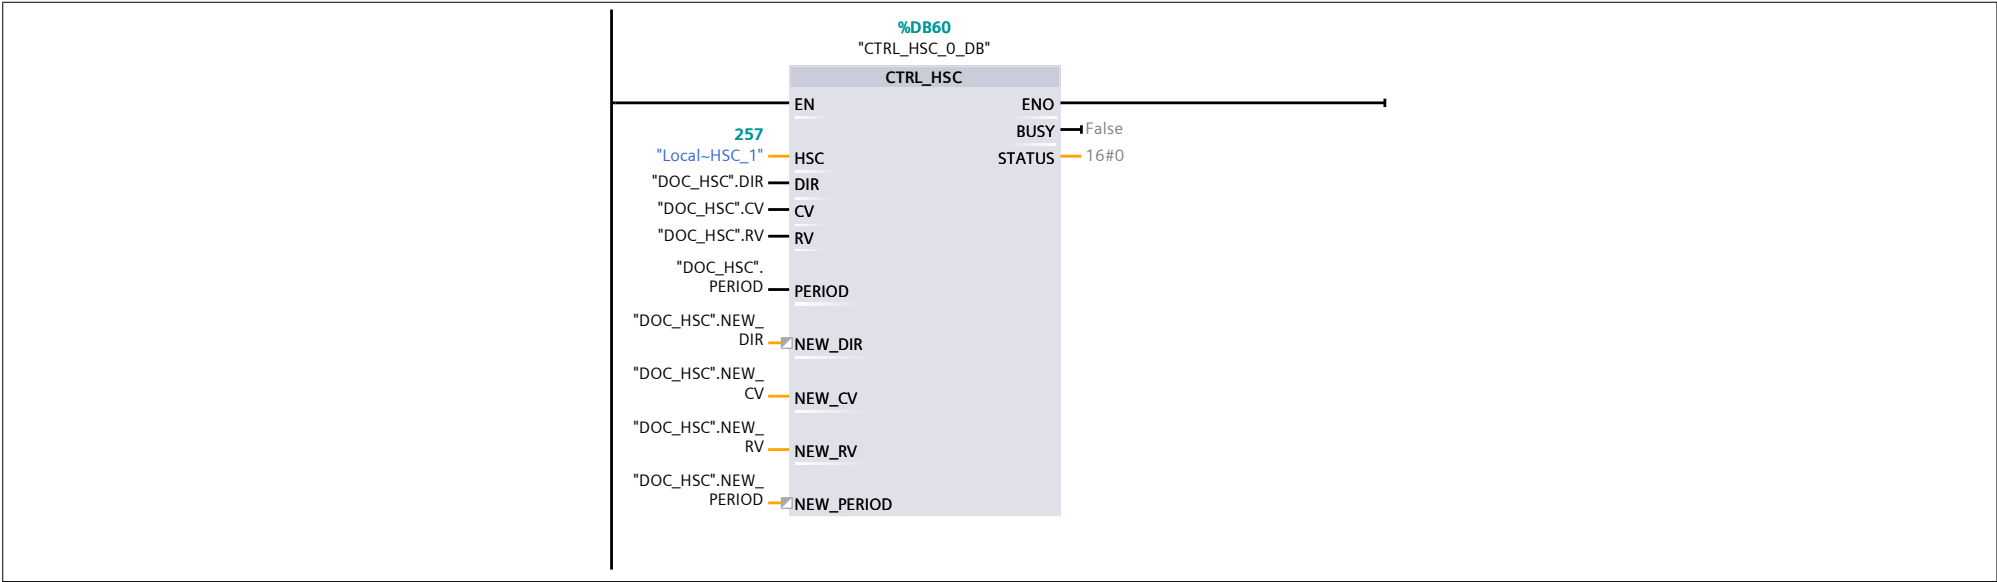 %DB60
"CTRL_HSC_0_DB"
CTRL_HSC
EN
ENO
BUSY
False
257
"Local~HSC_1"
HSC
STATUS
16#0
"DOC_HSC".DIR
DIR
"DOC_HSC".CV
CV
"DOC_HSC".RV
RV
"DOC_HSC".
PERIOD
PERIOD
"DOC_HSC".NEW_
DIR
NEW_DIR
"DOC_HSC".NEW_
CV
NEW_CV
"DOC_HSC".NEW_
RV
NEW_RV
"DOC_HSC".NEW_
PERIOD
NEW_PERIOD